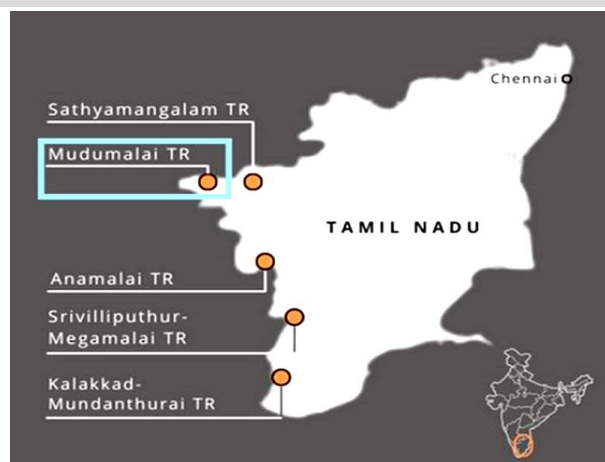 Chennai
Sathyamangalam TR
Mudumalai TR
TAMIL NADU
Anamalai TR
Srivilliputhur-
Megamalai TR
Kalakkad-
Mundanthurai TR